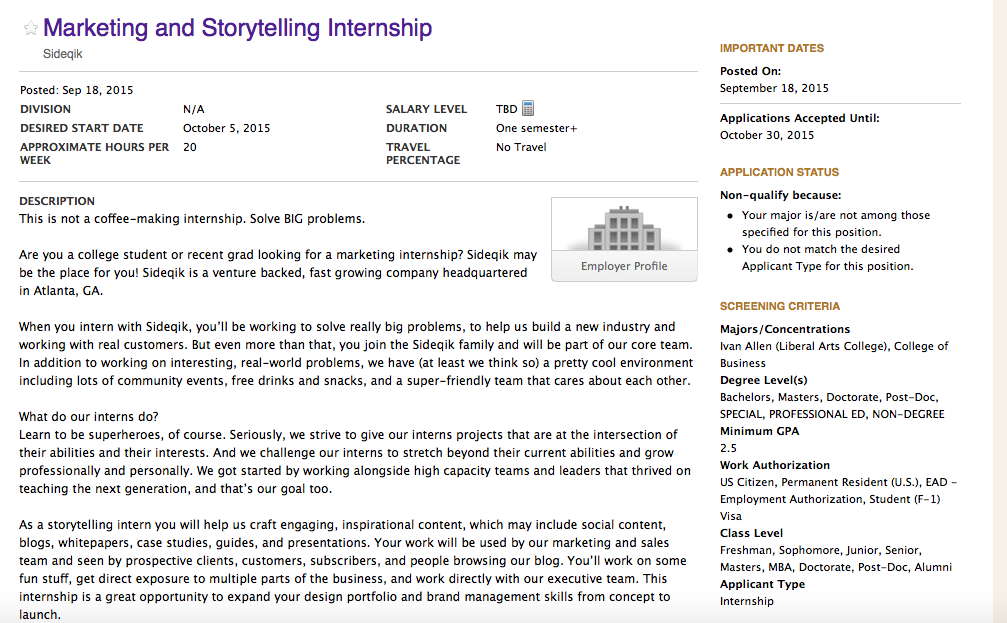 Marketing and Storytelling Internship
Sideqik
Posted: Sep 18, 2015
DIVISION N/A
DESIRED START DATE October 5, 2015
APPROXIMATE HOURS PER WEEK 20
SALARY LEVEL TBD
DURATION One semester+
TRAVEL PERCENTAGE No Travel
DESCRIPTION
This is not a coffee-making internship. Solve BIG problems.
Are you a college student or recent grad looking for a marketing internship? Sideqik may
be the place for you! Sideqik is a venture backed, fast growing company headquartered
in Atlanta, GA.
Employer Profile
When you intern with Sideqik, you'll be working to solve really big problems, to help us build a new industry and
working with real customers. But even more than that, you join the Sideqik family and will be part of our core team.
In addition to working on interesting, real-world problems, we have (at least we think so) a pretty cool environment
including lots of community events, free drinks and snacks, and a super-friendly team that cares about each other.
What do our interns do?
Learn to be superheroes, of course. Seriously, we strive to give our interns projects that are at the intersection of
their abilities and their interests. And we challenge our interns to stretch beyond their current abilities and grow
professionally and personally. We got started by working alongside high capacity teams and leaders that thrived on
teaching the next generation, and that's our goal too.
As a storytelling intern you will help us craft engaging, inspirational content, which may include social content,
blogs, whitepapers, case studies, guides, and presentations. Your work will be used by our marketing and sales
team and seen by prospective clients, customers, subscribers, and people browsing our blog. You'll work on some
fun stuff, get direct exposure to multiple parts of the business, and work directly with our executive team. This
internship is a great opportunity to expand your design portfolio and brand management skills from concept to
launch.
IMPORTANT DATES
Posted On:
September 18, 2015
Applications Accepted Until:
October 30, 2015
APPLICATION STATUS
Non-qualify because:
• Your major is/are not among those
specified for this position.
• You do not match the desired
Applicant Type for this position.
SCREENING CRITERIA
Majors/Concentrations
Ivan Allen (Liberal Arts College), College of
Business
Degree Level(s)
Bachelors, Masters, Doctorate, Post-Doc,
SPECIAL, PROFESSIONAL ED, NON-DEGREE
Minimum GPA
2.5
Work Authorization
US Citizen, Permanent Resident (U.S.), EAD -
Employment Authorization, Student (F-1)
Visa
Class Level
Freshman, Sophomore, Junior, Senior,
Masters, MBA, Doctorate, Post-Doc, Alumni
Applicant Type
Internship